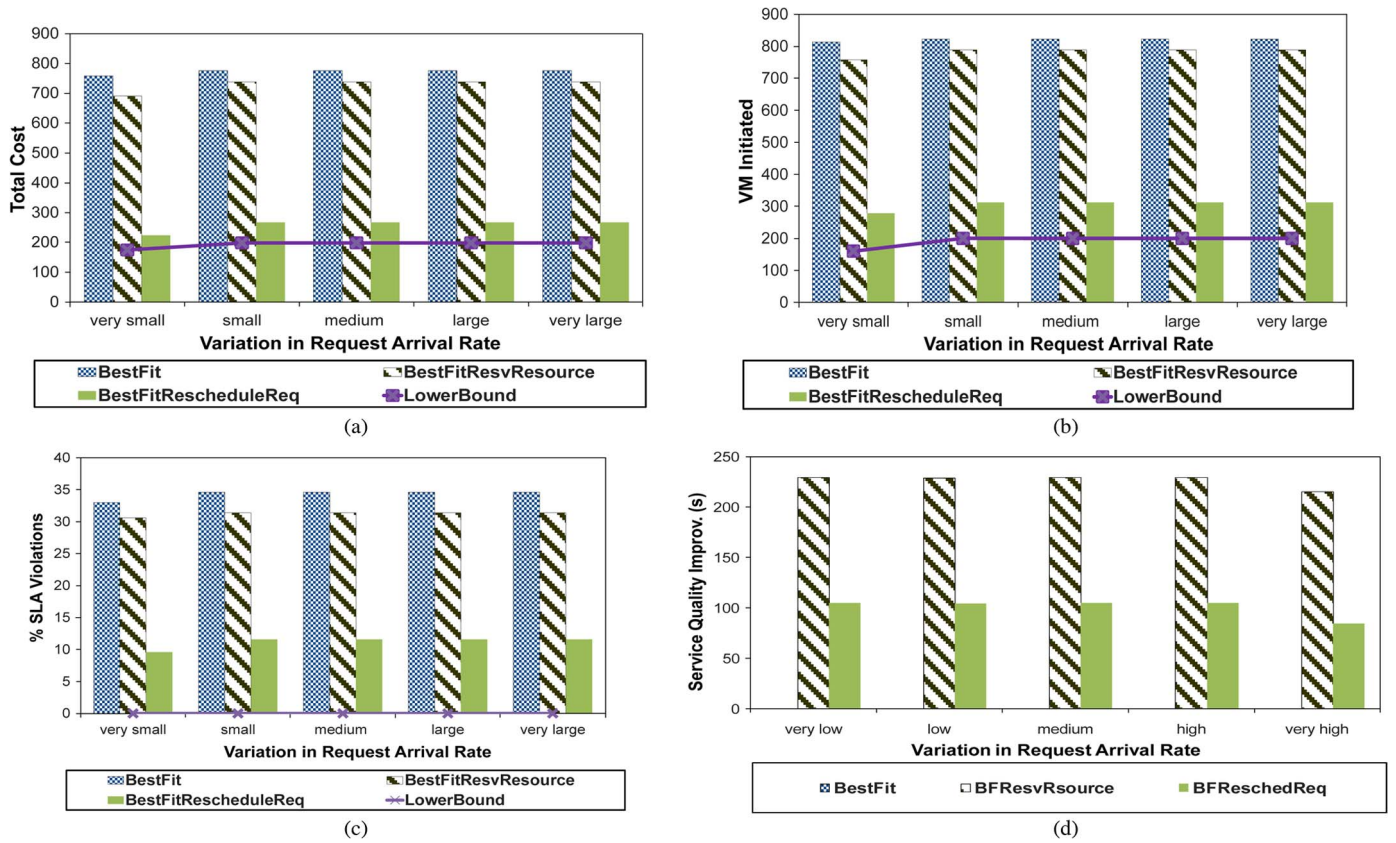 900
800
700
600
500
400
300
200
100
0
Total Cost
very small small medium large very large
Variation in Request Arrival Rate
BestFit BestFitResvResource
BestFitRescheduleReq LowerBound
(a)
900
800
700
600
500
400
300
200
100
0
VM Initiated
very small small medium large very large
Variation in Request Arrival Rate
BestFit BestFitResvResource
BestFitRescheduleReq LowerBound
(b)
40
35
30
25
20
15
10
5
0
% SLA Violations
very small small medium large very large
Variation in Request Arrival Rate
BestFit BestFitResvResource
BestFitRescheduleReq LowerBound
(c)
250
200
150
100
50
0
Service Quality Improv. (s)
very low low medium high very high
Variation in Request Arrival Rate
BestFit BFResvRsource BFReschedReq
(d)